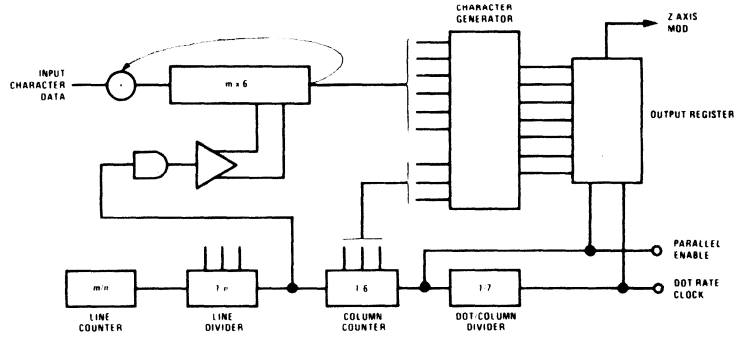 CHARACTER
GENERATOR
Z AXIS
MOD
INPUT
CHARACTER
DATA
m x 6
OUTPUT REGISTER
PARALLEL
ENABLE
m/n
1/n
1/6
1/7
DOT RATE
CLOCK
LINE
COUNTER
LINE
DIVIDER
COLUMN
COUNTER
DOT/COLUMN
DIVIDER